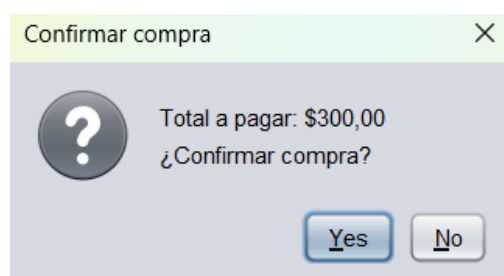 Confirmar compra
Total a pagar: $300,00
¿Confirmar compra?
Yes No